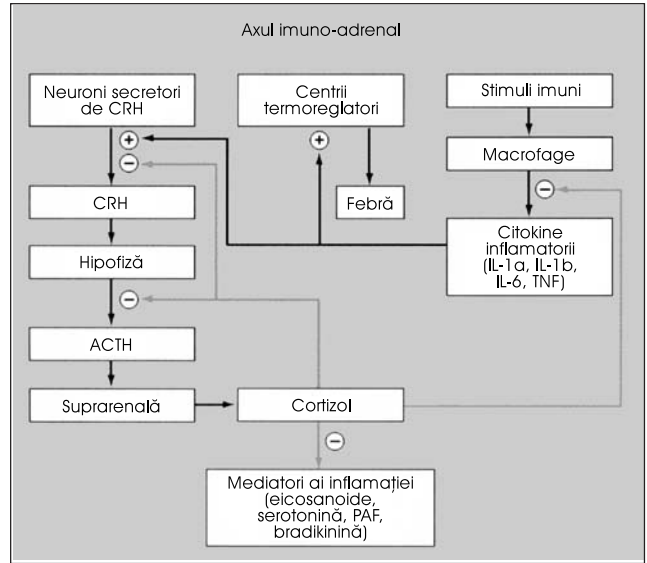 Axul imuno-adrenal
Neuroni secretori
de CRH
Centrii
termoreglatori
Stimuli imuni
+
+
−
Macrofage
−
CRH
Febră
Citokine
inflamatorii
(IL-1a, IL-1b,
IL-6, TNF)
Hipofiză
−
ACTH
Suprarenală
Cortizol
−
Mediatori ai inflamației
(eicosanoide,
serotonină, PAF,
bradikinină)